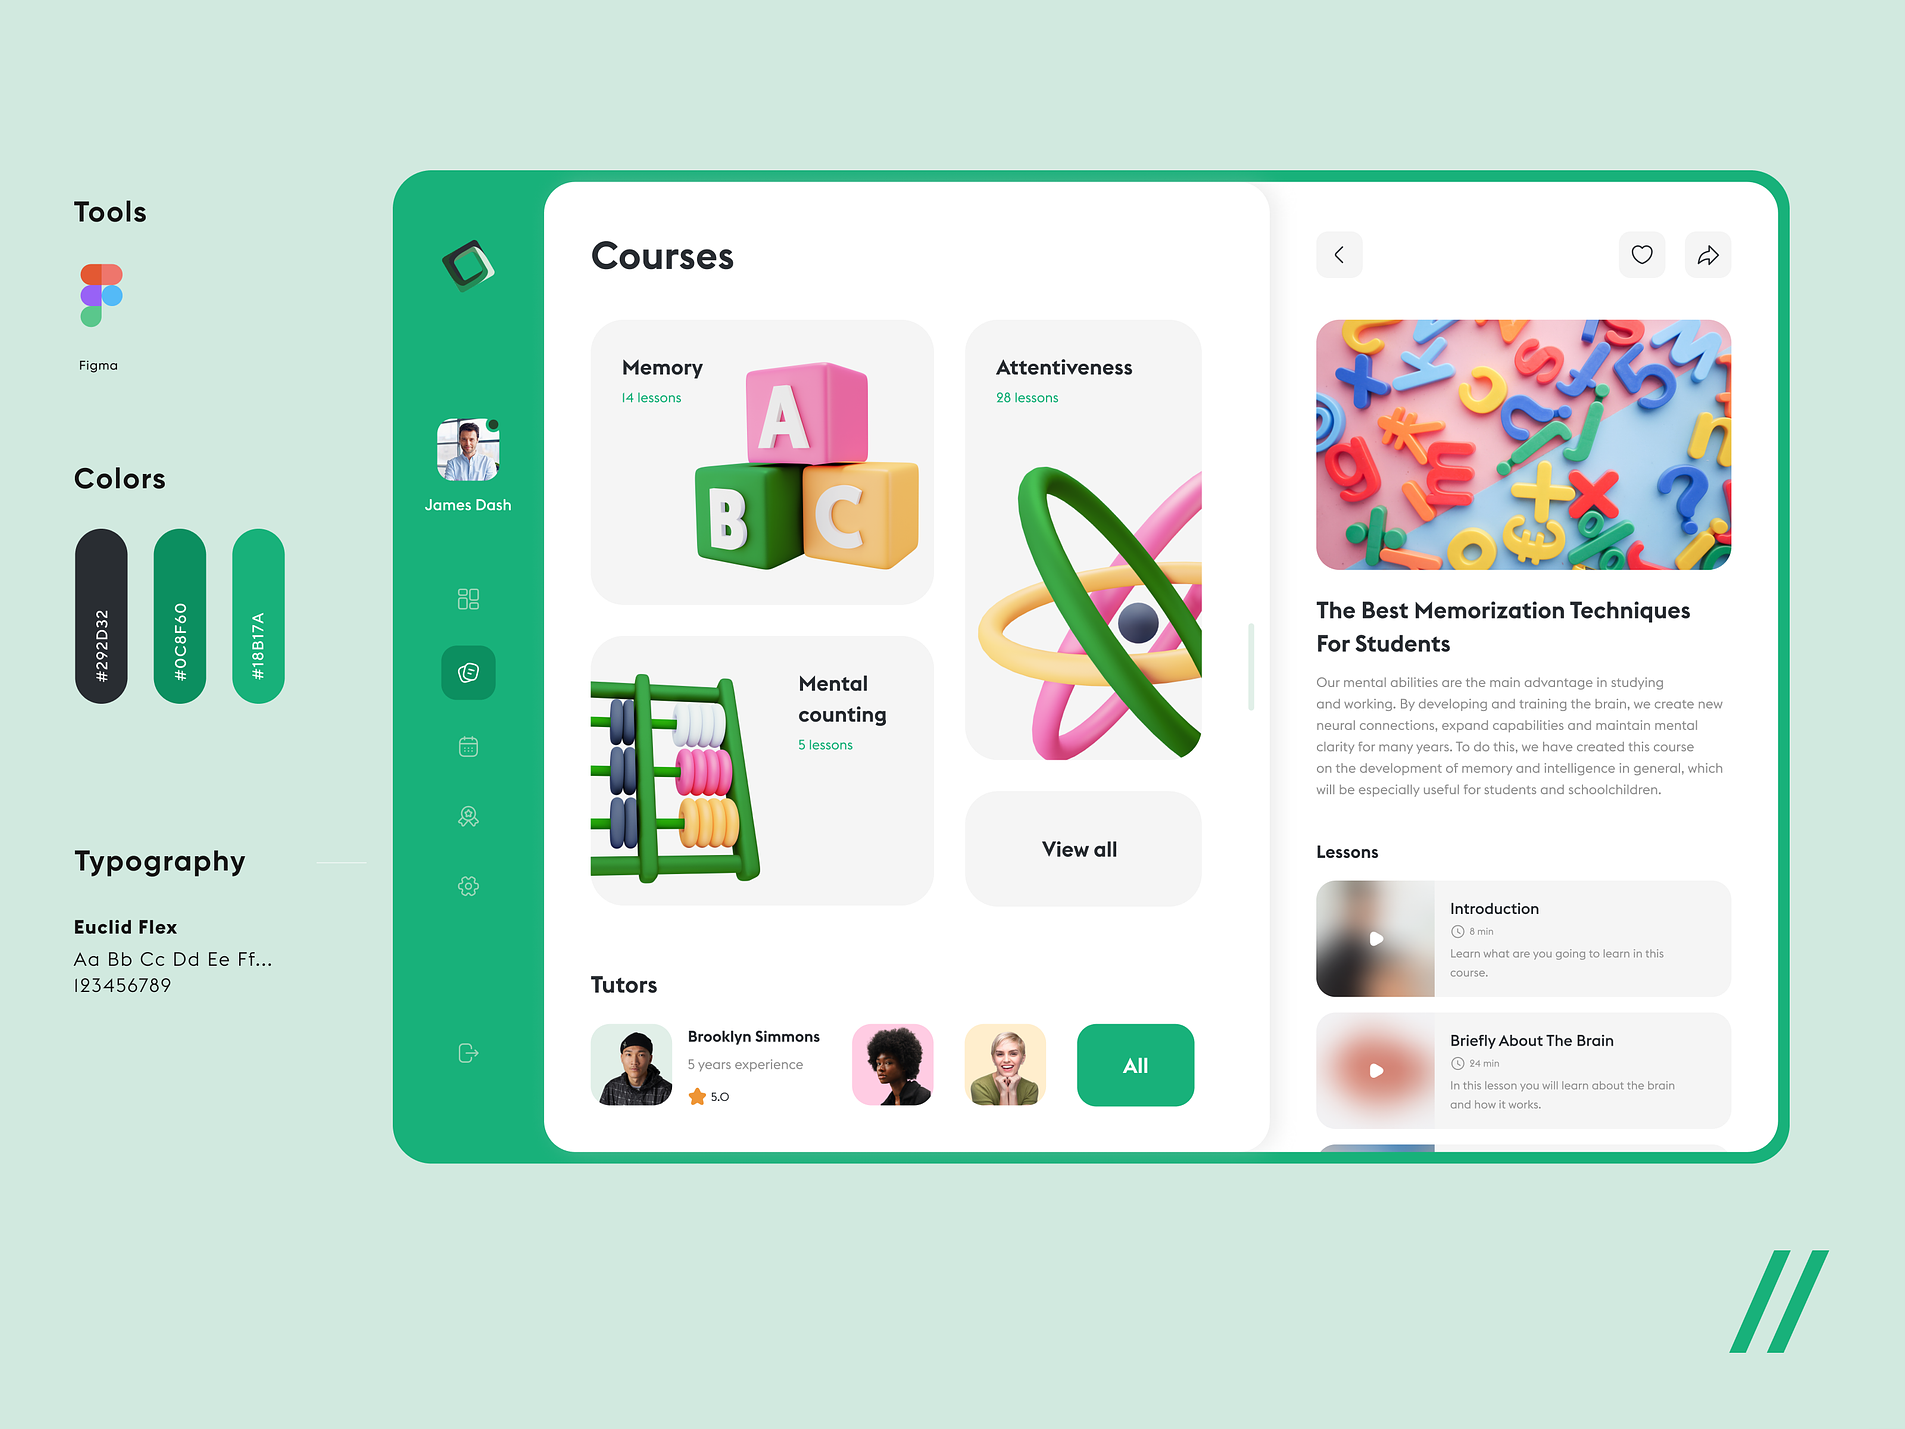 Tools
Figma
Colors
#292D32
#0C8F60
#18B17A
Typography
Euclid Flex
Aa Bb Cc Dd Ee Ff...
123456789
James Dash
Courses
Memory
14 lessons
A
B
C
Attentiveness
28 lessons
Mental
counting
5 lessons
View all
Tutors
Brooklyn Simmons
5 years experience
5.0
All
The Best Memorization Techniques
For Students
Our mental abilities are the main advantage in studying
and working. By developing and training the brain, we create new
neural connections, expand capabilities and maintain mental
clarity for many years. To do this, we have created this course
on the development of memory and intelligence in general, which
will be especially useful for students and schoolchildren.
Lessons
Introduction
8 min
Learn what are you going to learn in this
course.
Briefly About The Brain
24 min
In this lesson you will learn about the brain
and how it works.